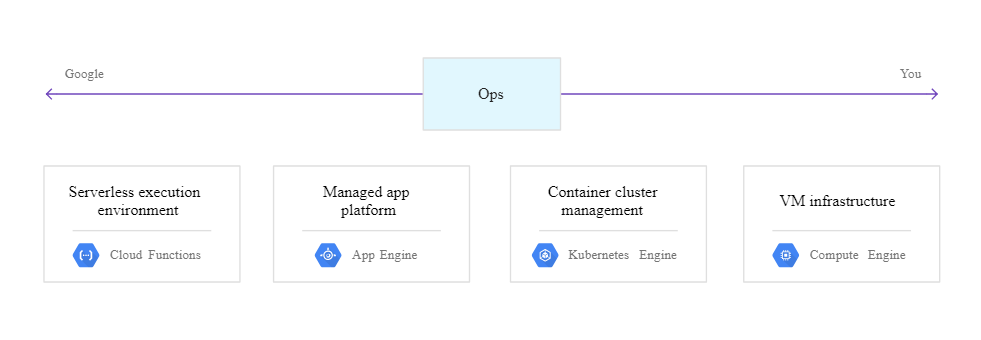 Google
Ops
You
Serverless execution
environment
Cloud Functions
Managed app
platform
App Engine
Container cluster
management
Kubernetes Engine
VM infrastructure
Compute Engine